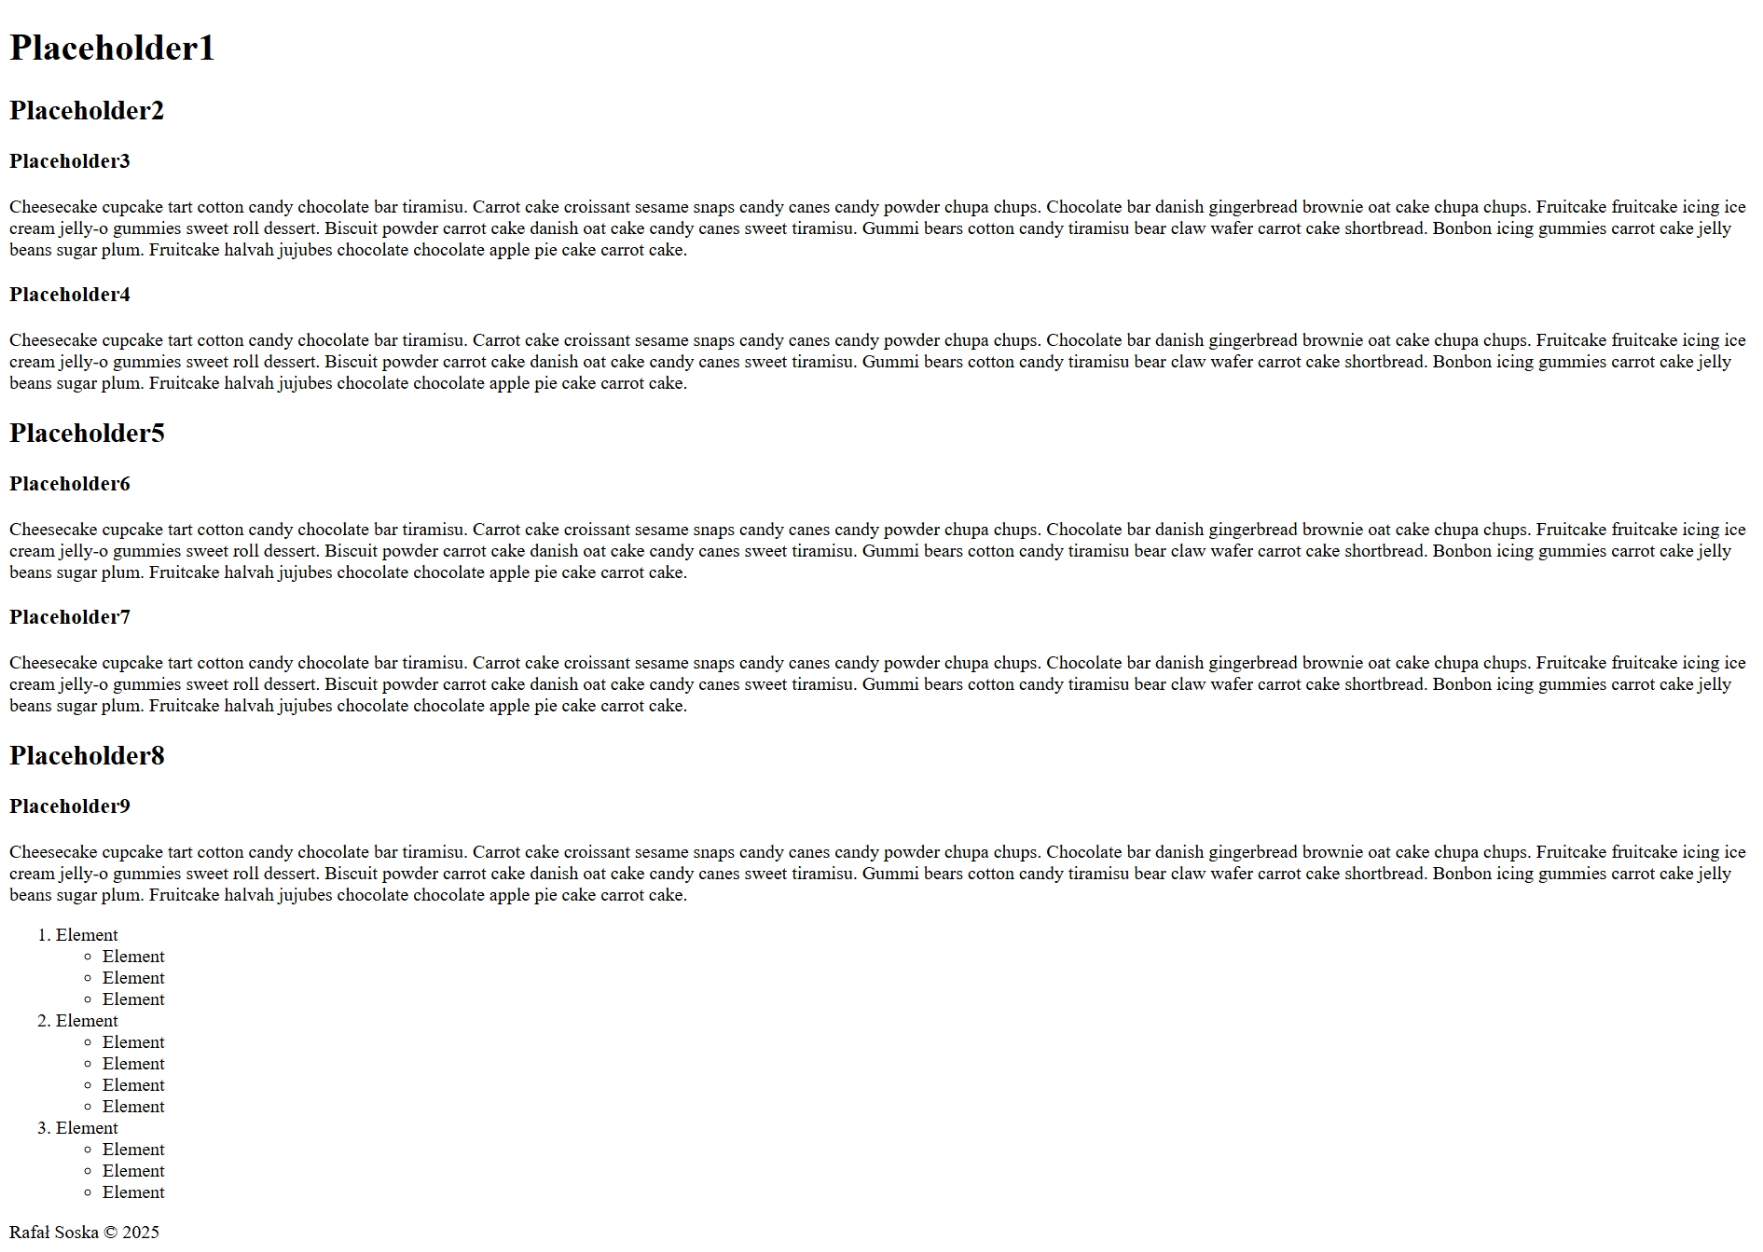 Placeholder1
Placeholder2
Placeholder3
Cheesecake cupcake tart cotton candy chocolate bar tiramisu. Carrot cake croissant sesame snaps candy canes candy powder chupa chups. Chocolate bar danish gingerbread brownie oat cake chupa chups. Fruitcake fruitcake icing ice
cream jelly-o gummies sweet roll dessert. Biscuit powder carrot cake danish oat cake candy canes sweet tiramisu. Gummi bears cotton candy tiramisu bear claw wafer carrot cake shortbread. Bonbon icing gummies carrot cake jelly
beans sugar plum. Fruitcake halvah jujubes chocolate chocolate apple pie cake carrot cake.
Placeholder4
Cheesecake cupcake tart cotton candy chocolate bar tiramisu. Carrot cake croissant sesame snaps candy canes candy powder chupa chups. Chocolate bar danish gingerbread brownie oat cake chupa chups. Fruitcake fruitcake icing ice
cream jelly-o gummies sweet roll dessert. Biscuit powder carrot cake danish oat cake candy canes sweet tiramisu. Gummi bears cotton candy tiramisu bear claw wafer carrot cake shortbread. Bonbon icing gummies carrot cake jelly
beans sugar plum. Fruitcake halvah jujubes chocolate chocolate apple pie cake carrot cake.
Placeholder5
Placeholder6
Cheesecake cupcake tart cotton candy chocolate bar tiramisu. Carrot cake croissant sesame snaps candy canes candy powder chupa chups. Chocolate bar danish gingerbread brownie oat cake chupa chups. Fruitcake fruitcake icing ice
cream jelly-o gummies sweet roll dessert. Biscuit powder carrot cake danish oat cake candy canes sweet tiramisu. Gummi bears cotton candy tiramisu bear claw wafer carrot cake shortbread. Bonbon icing gummies carrot cake jelly
beans sugar plum. Fruitcake halvah jujubes chocolate chocolate apple pie cake carrot cake.
Placeholder7
Cheesecake cupcake tart cotton candy chocolate bar tiramisu. Carrot cake croissant sesame snaps candy canes candy powder chupa chups. Chocolate bar danish gingerbread brownie oat cake chupa chups. Fruitcake fruitcake icing ice
cream jelly-o gummies sweet roll dessert. Biscuit powder carrot cake danish oat cake candy canes sweet tiramisu. Gummi bears cotton candy tiramisu bear claw wafer carrot cake shortbread. Bonbon icing gummies carrot cake jelly
beans sugar plum. Fruitcake halvah jujubes chocolate chocolate apple pie cake carrot cake.
Placeholder8
Placeholder9
Cheesecake cupcake tart cotton candy chocolate bar tiramisu. Carrot cake croissant sesame snaps candy canes candy powder chupa chups. Chocolate bar danish gingerbread brownie oat cake chupa chups. Fruitcake fruitcake icing ice
cream jelly-o gummies sweet roll dessert. Biscuit powder carrot cake danish oat cake candy canes sweet tiramisu. Gummi bears cotton candy tiramisu bear claw wafer carrot cake shortbread. Bonbon icing gummies carrot cake jelly
beans sugar plum. Fruitcake halvah jujubes chocolate chocolate apple pie cake carrot cake.
1. Element
◦ Element
◦ Element
◦ Element
2. Element
◦ Element
◦ Element
◦ Element
◦ Element
3. Element
◦ Element
◦ Element
◦ Element
Rafał Soska © 2025